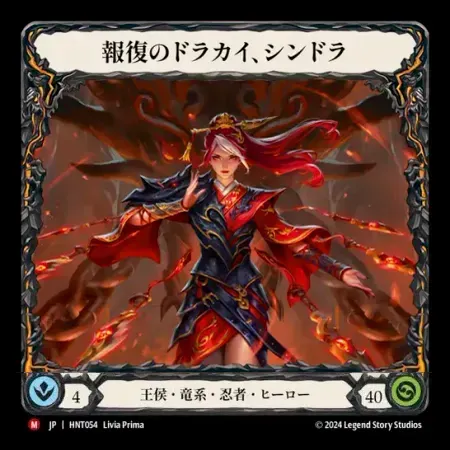 報復のドラカイ、シンドラ
4
王侯・竜系・忍者・ヒーロー
40
M JP | HNT054 Livia Prima
© 2024 Legend Story Studios